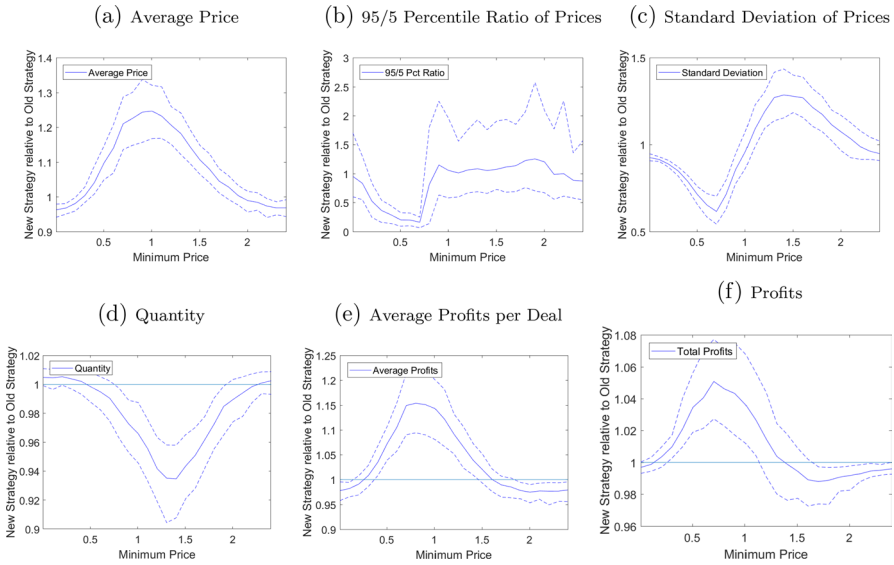 (a) Average Price
New Strategy relative to Old Strategy
1.4
1.3
1.2
1.1
1
0.9
Average Price
0.5
1
1.5
2
Minimum Price
(b) 95/5 Percentile Ratio of Prices
New Strategy relative to Old Strategy
3
2.5
2
1.5
1
0.5
0
95/5 Pct Ratio
0.5
1
1.5
2
Minimum Price
(c) Standard Deviation of Prices
New Strategy relative to Old Strategy
1.5
1
0.5
Standard Deviation
0.5
1
1.5
2
Minimum Price
(d) Quantity
New Strategy relative to Old Strategy
1.02
1
0.98
0.96
0.94
0.92
0.9
Quantity
0.5
1
1.5
2
Minimum Price
(e) Average Profits per Deal
New Strategy relative to Old Strategy
1.25
1.2
1.15
1.1
1.05
1
0.95
0.9
Average Profits
0.5
1
1.5
2
Minimum Price
(f) Profits
New Strategy relative to Old Strategy
1.08
1.06
1.04
1.02
1
0.98
0.96
Total Profits
0.5
1
1.5
2
Minimum Price